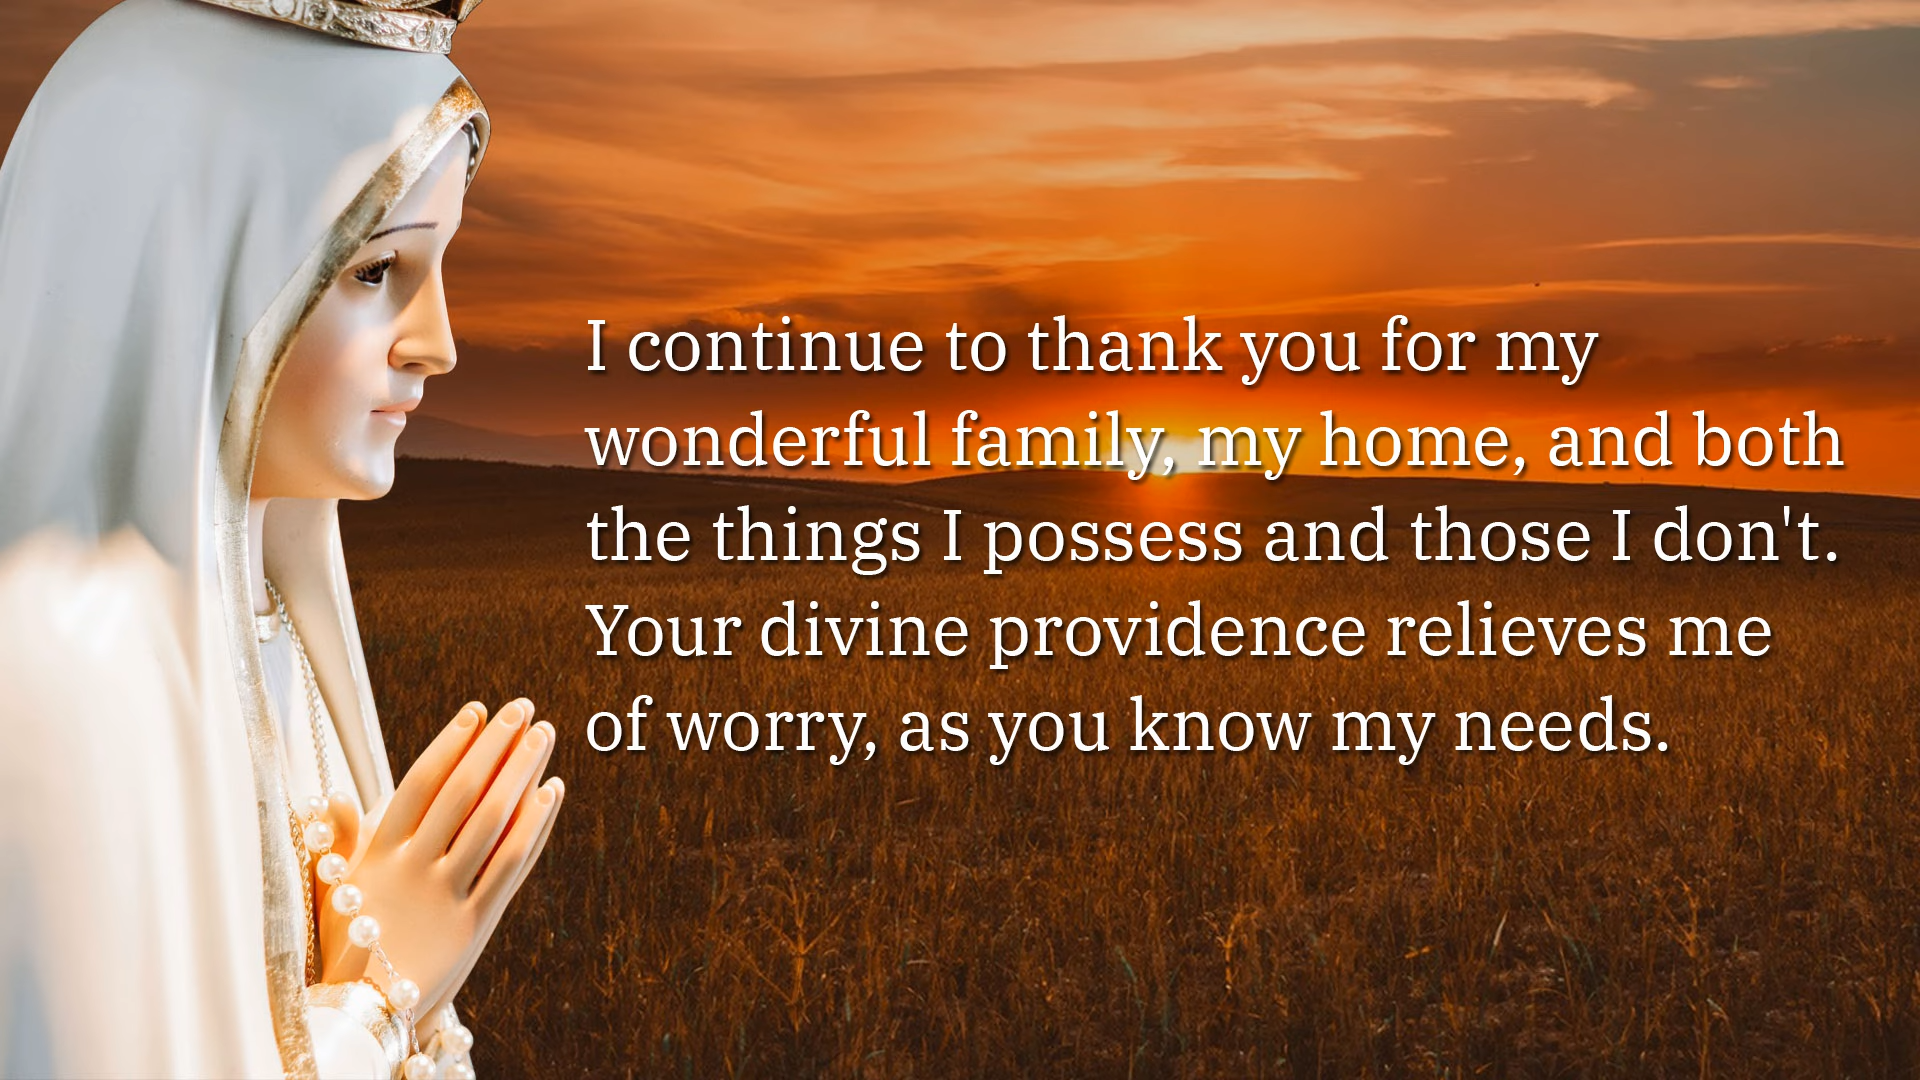 I continue to thank you for my
wonderful family, my home, and both
the things I possess and those I don't.
Your divine providence relieves me
of worry, as you know my needs.